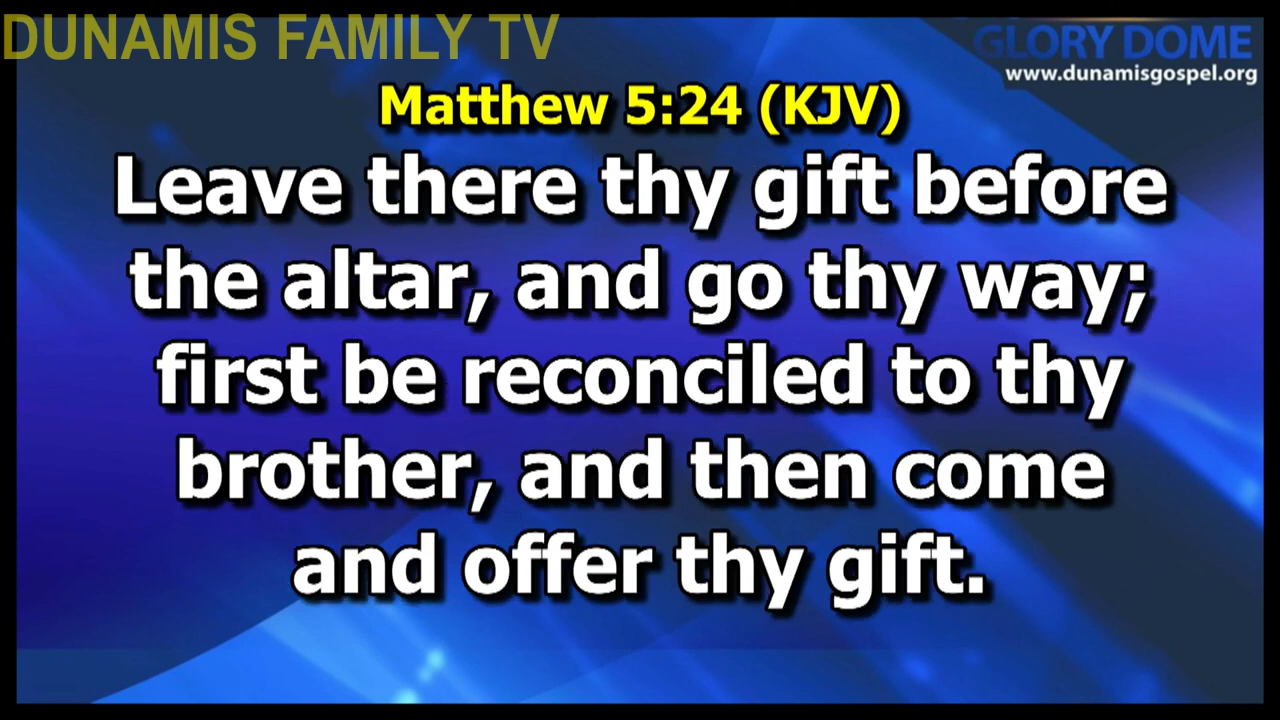 DUNAMIS FAMILY TV
GLORY DOME
www.dunamisgospel.org
Matthew 5:24 (KJV)
Leave there thy gift before
the altar, and go thy way;
first be reconciled to thy
brother, and then come
and offer thy gift.